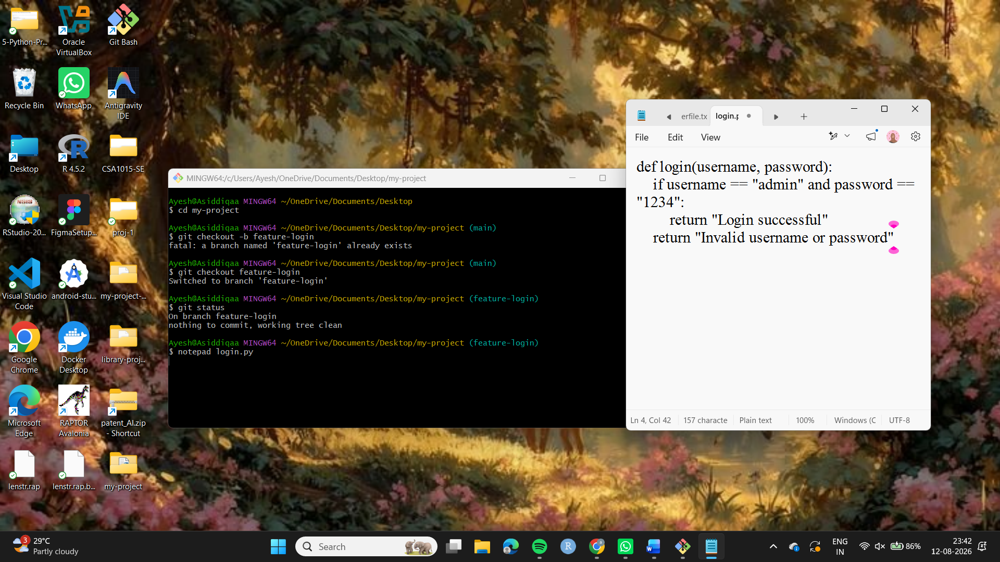 5-Python-Pr...
Oracle VirtualBox
Git Bash
Recycle Bin
WhatsApp
Antigravity IDE
Desktop
R 4.5.2
CSA1015-SE
RStudio-20...
FigmaSetup...
proj-1
Visual Studio Code
android-stu...
my-project-...
Google Chrome
Docker Desktop
library-proj...
Microsoft Edge
RAPTOR Avalonia
patent_AI.zip - Shortcut
lenstr.rap
lenstr.rap.b...
my-project
MINGW64:/c/Users/Ayesh/OneDrive/Documents/Desktop/my-project
Ayesh@Asiddiqaa MINGW64 ~/OneDrive/Documents/Desktop
$ cd my-project
Ayesh@Asiddiqaa MINGW64 ~/OneDrive/Documents/Desktop/my-project (main)
$ git checkout -b feature-login
fatal: a branch named 'feature-login' already exists
Ayesh@Asiddiqaa MINGW64 ~/OneDrive/Documents/Desktop/my-project (main)
$ git checkout feature-login
Switched to branch 'feature-login'
Ayesh@Asiddiqaa MINGW64 ~/OneDrive/Documents/Desktop/my-project (feature-login)
$ git status
On branch feature-login
nothing to commit, working tree clean
Ayesh@Asiddiqaa MINGW64 ~/OneDrive/Documents/Desktop/my-project (feature-login)
$ notepad login.py
erfile.tx login.p
File Edit View
def login(username, password):
    if username == "admin" and password ==
"1234":
        return "Login successful"
    return "Invalid username or password"
Ln 4, Col 42 157 characte Plain text 100% Windows (C UTF-8
3 29°C
Partly cloudy
Search
ENG
IN
86%
23:42
12-08-2026